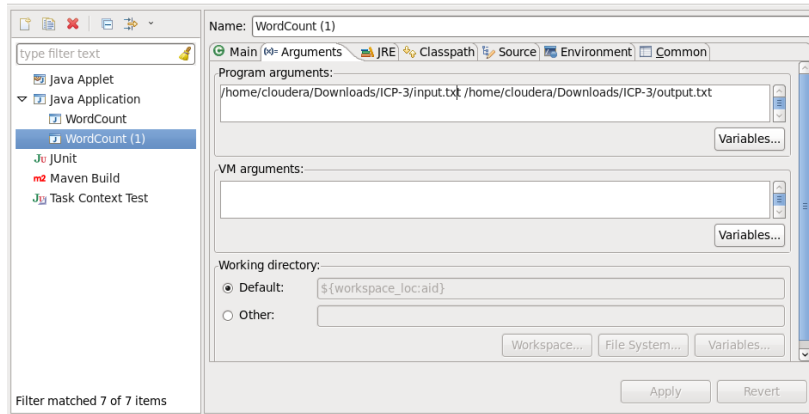 type filter text
Java Applet
Java Application
WordCount
WordCount (1)
Ju JUnit
m2 Maven Build
Task Context Test
Filter matched 7 of 7 items
Name: WordCount (1)
Main (x)= Arguments JRE Classpath Source Environment Common
Program arguments:
/home/cloudera/Downloads/ICP-3/input.txt /home/cloudera/Downloads/ICP-3/output.txt
Variables...
VM arguments:
Variables...
Working directory:
Default: ${workspace_loc:aid}
Other:
Workspace... File System... Variables...
Apply Revert